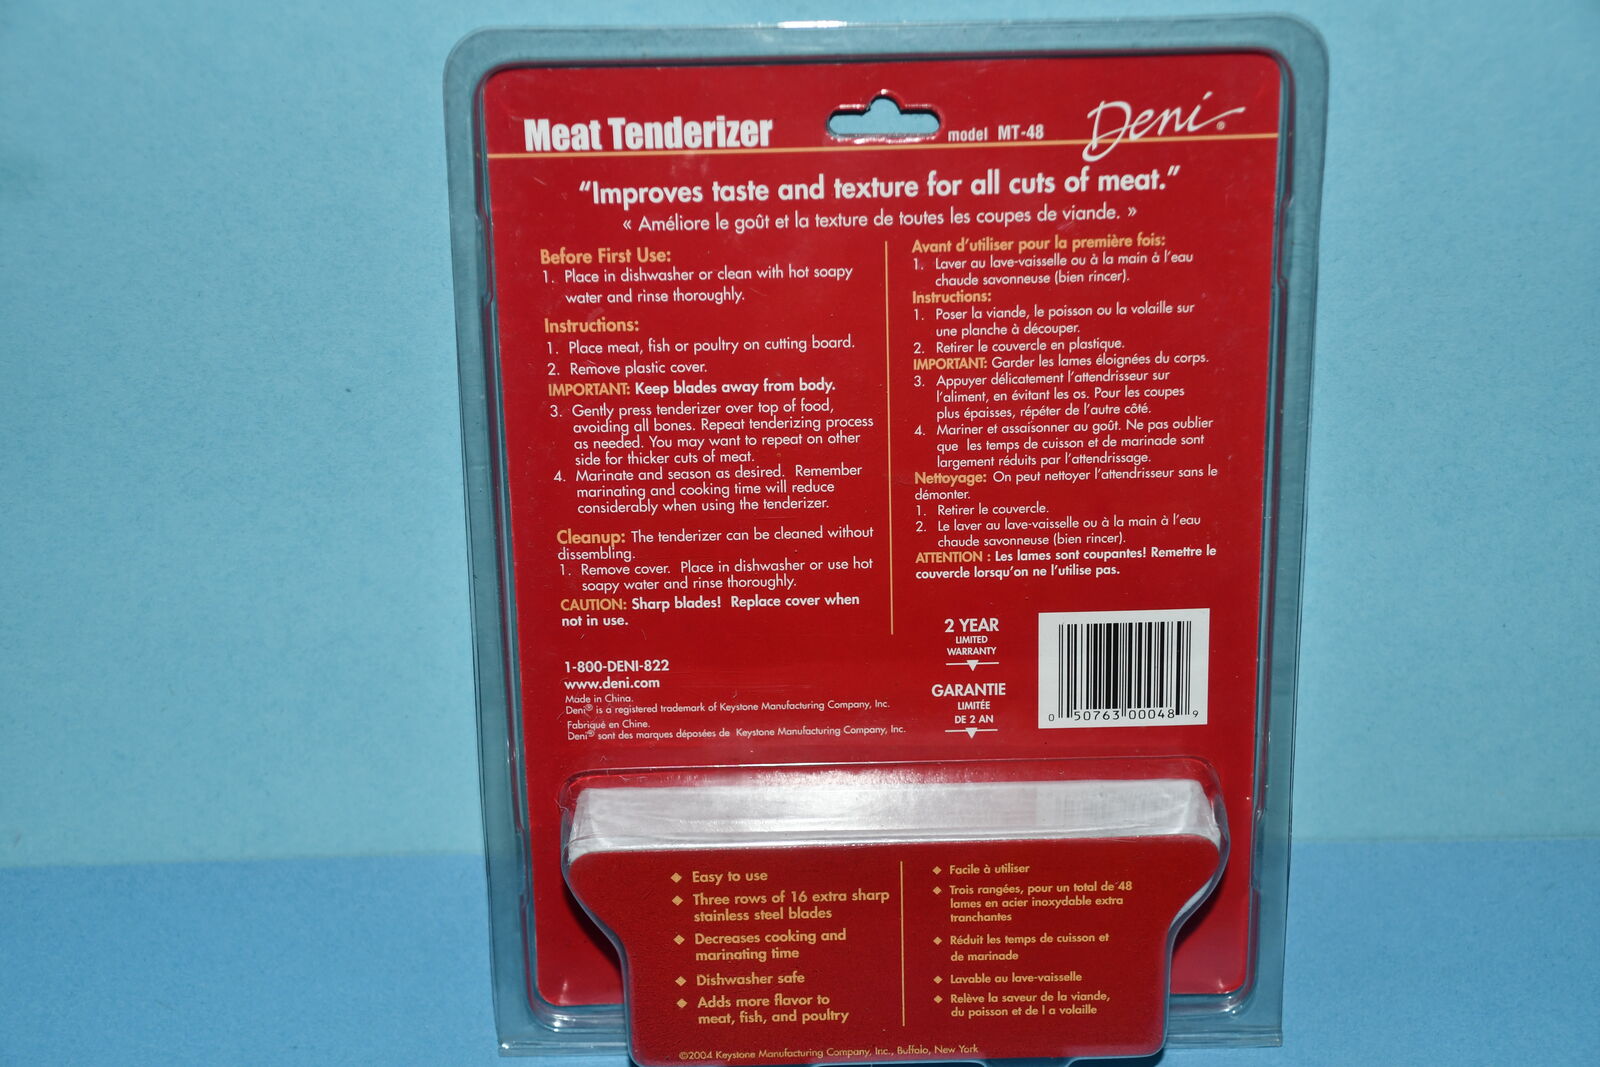 Meat Tenderizer
model MT-48
Deni®
“Improves taste and texture for all cuts of meat.”
« Améliore le goût et la texture de toutes les coupes de viande. »
Before First Use:
1. Place in dishwasher or clean with hot soapy
water and rinse thoroughly.
Instructions:
1. Place meat, fish or poultry on cutting board.
2. Remove plastic cover.
IMPORTANT: Keep blades away from body.
3. Gently press tenderizer over top of food,
avoiding all bones. Repeat tenderizing process
as needed. You may want to repeat on other
side for thicker cuts of meat.
4. Marinate and season as desired. Remember
marinating and cooking time will reduce
considerably when using the tenderizer.
Cleanup: The tenderizer can be cleaned without
dissembling.
1. Remove cover. Place in dishwasher or use hot
soapy water and rinse thoroughly.
CAUTION: Sharp blades! Replace cover when
not in use.
1-800-DENI-822
www.deni.com
Made in China.
Deni® is a registered trademark of Keystone Manufacturing Company, Inc.
Fabriqué en Chine.
Deni® sont des marques déposées de Keystone Manufacturing Company, Inc.
Avant d'utiliser pour la première fois:
1. Laver au lave-vaisselle ou à la main à l'eau
chaude savonneuse (bien rincer).
Instructions:
1. Poser la viande, le poisson ou la volaille sur
une planche à découper.
2. Retirer le couvercle en plastique.
IMPORTANT: Garder les lames éloignées du corps.
3. Appuyer délicatement l'attendrisseur sur
l'aliment, en évitant les os. Pour les coupes
plus épaisses, répéter de l'autre côté.
4. Mariner et assaisonner au goût. Ne pas oublier
que les temps de cuisson et de marinade sont
largement réduits par l'attendrissage.
Nettoyage: On peut nettoyer l'attendrisseur sans le
démonter.
1. Retirer le couvercle.
2. Le laver au lave-vaisselle ou à la main à l'eau
chaude savonneuse (bien rincer).
ATTENTION : Les lames sont coupantes! Remettre le
couvercle lorsqu'on ne l'utilise pas.
2 YEAR
LIMITED
WARRANTY
GARANTIE
LIMITÉE
DE 2 AN
0 50763 00048 9
◆ Easy to use
◆ Three rows of 16 extra sharp
stainless steel blades
◆ Decreases cooking and
marinating time
◆ Dishwasher safe
◆ Adds more flavor to
meat, fish, and poultry
◆ Facile à utiliser
◆ Trois rangées, pour un total de 48
lames en acier inoxydable extra
tranchantes
◆ Réduit les temps de cuisson et
de marinade
◆ Lavable au lave-vaisselle
◆ Relève la saveur de la viande,
du poisson et de l a volaille
©2004 Keystone Manufacturing Company, Inc., Buffalo, New York